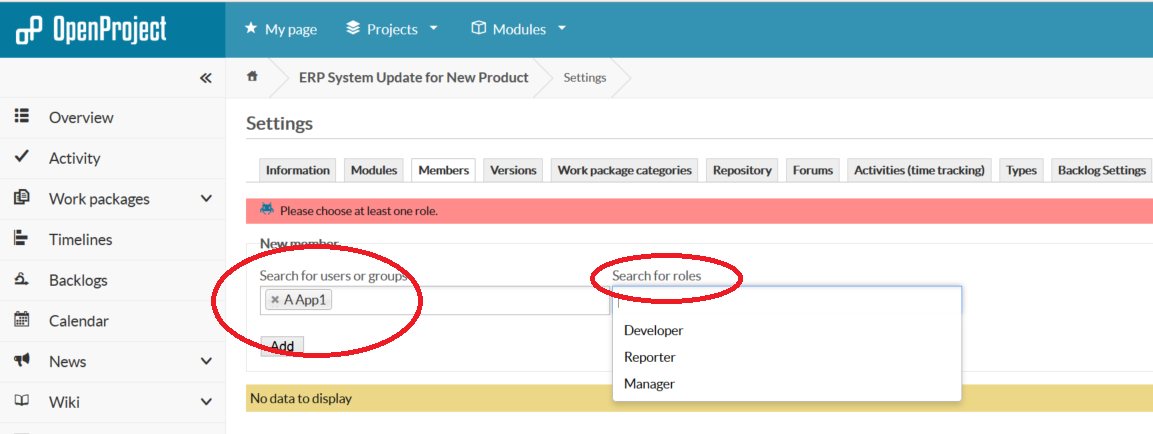 OpenProject My page Projects Modules
ERP System Update for New Product Settings
Overview
Activity
Work packages
Timelines
Backlogs
Calendar
News
Wiki
Settings
Information Modules Members Versions Work package categories Repository Forums Activities (time tracking) Types Backlog Settings
Please choose at least one role.
New member
Search for users or groups Search for roles
A App1
Developer
Reporter
Manager
Add
No data to display